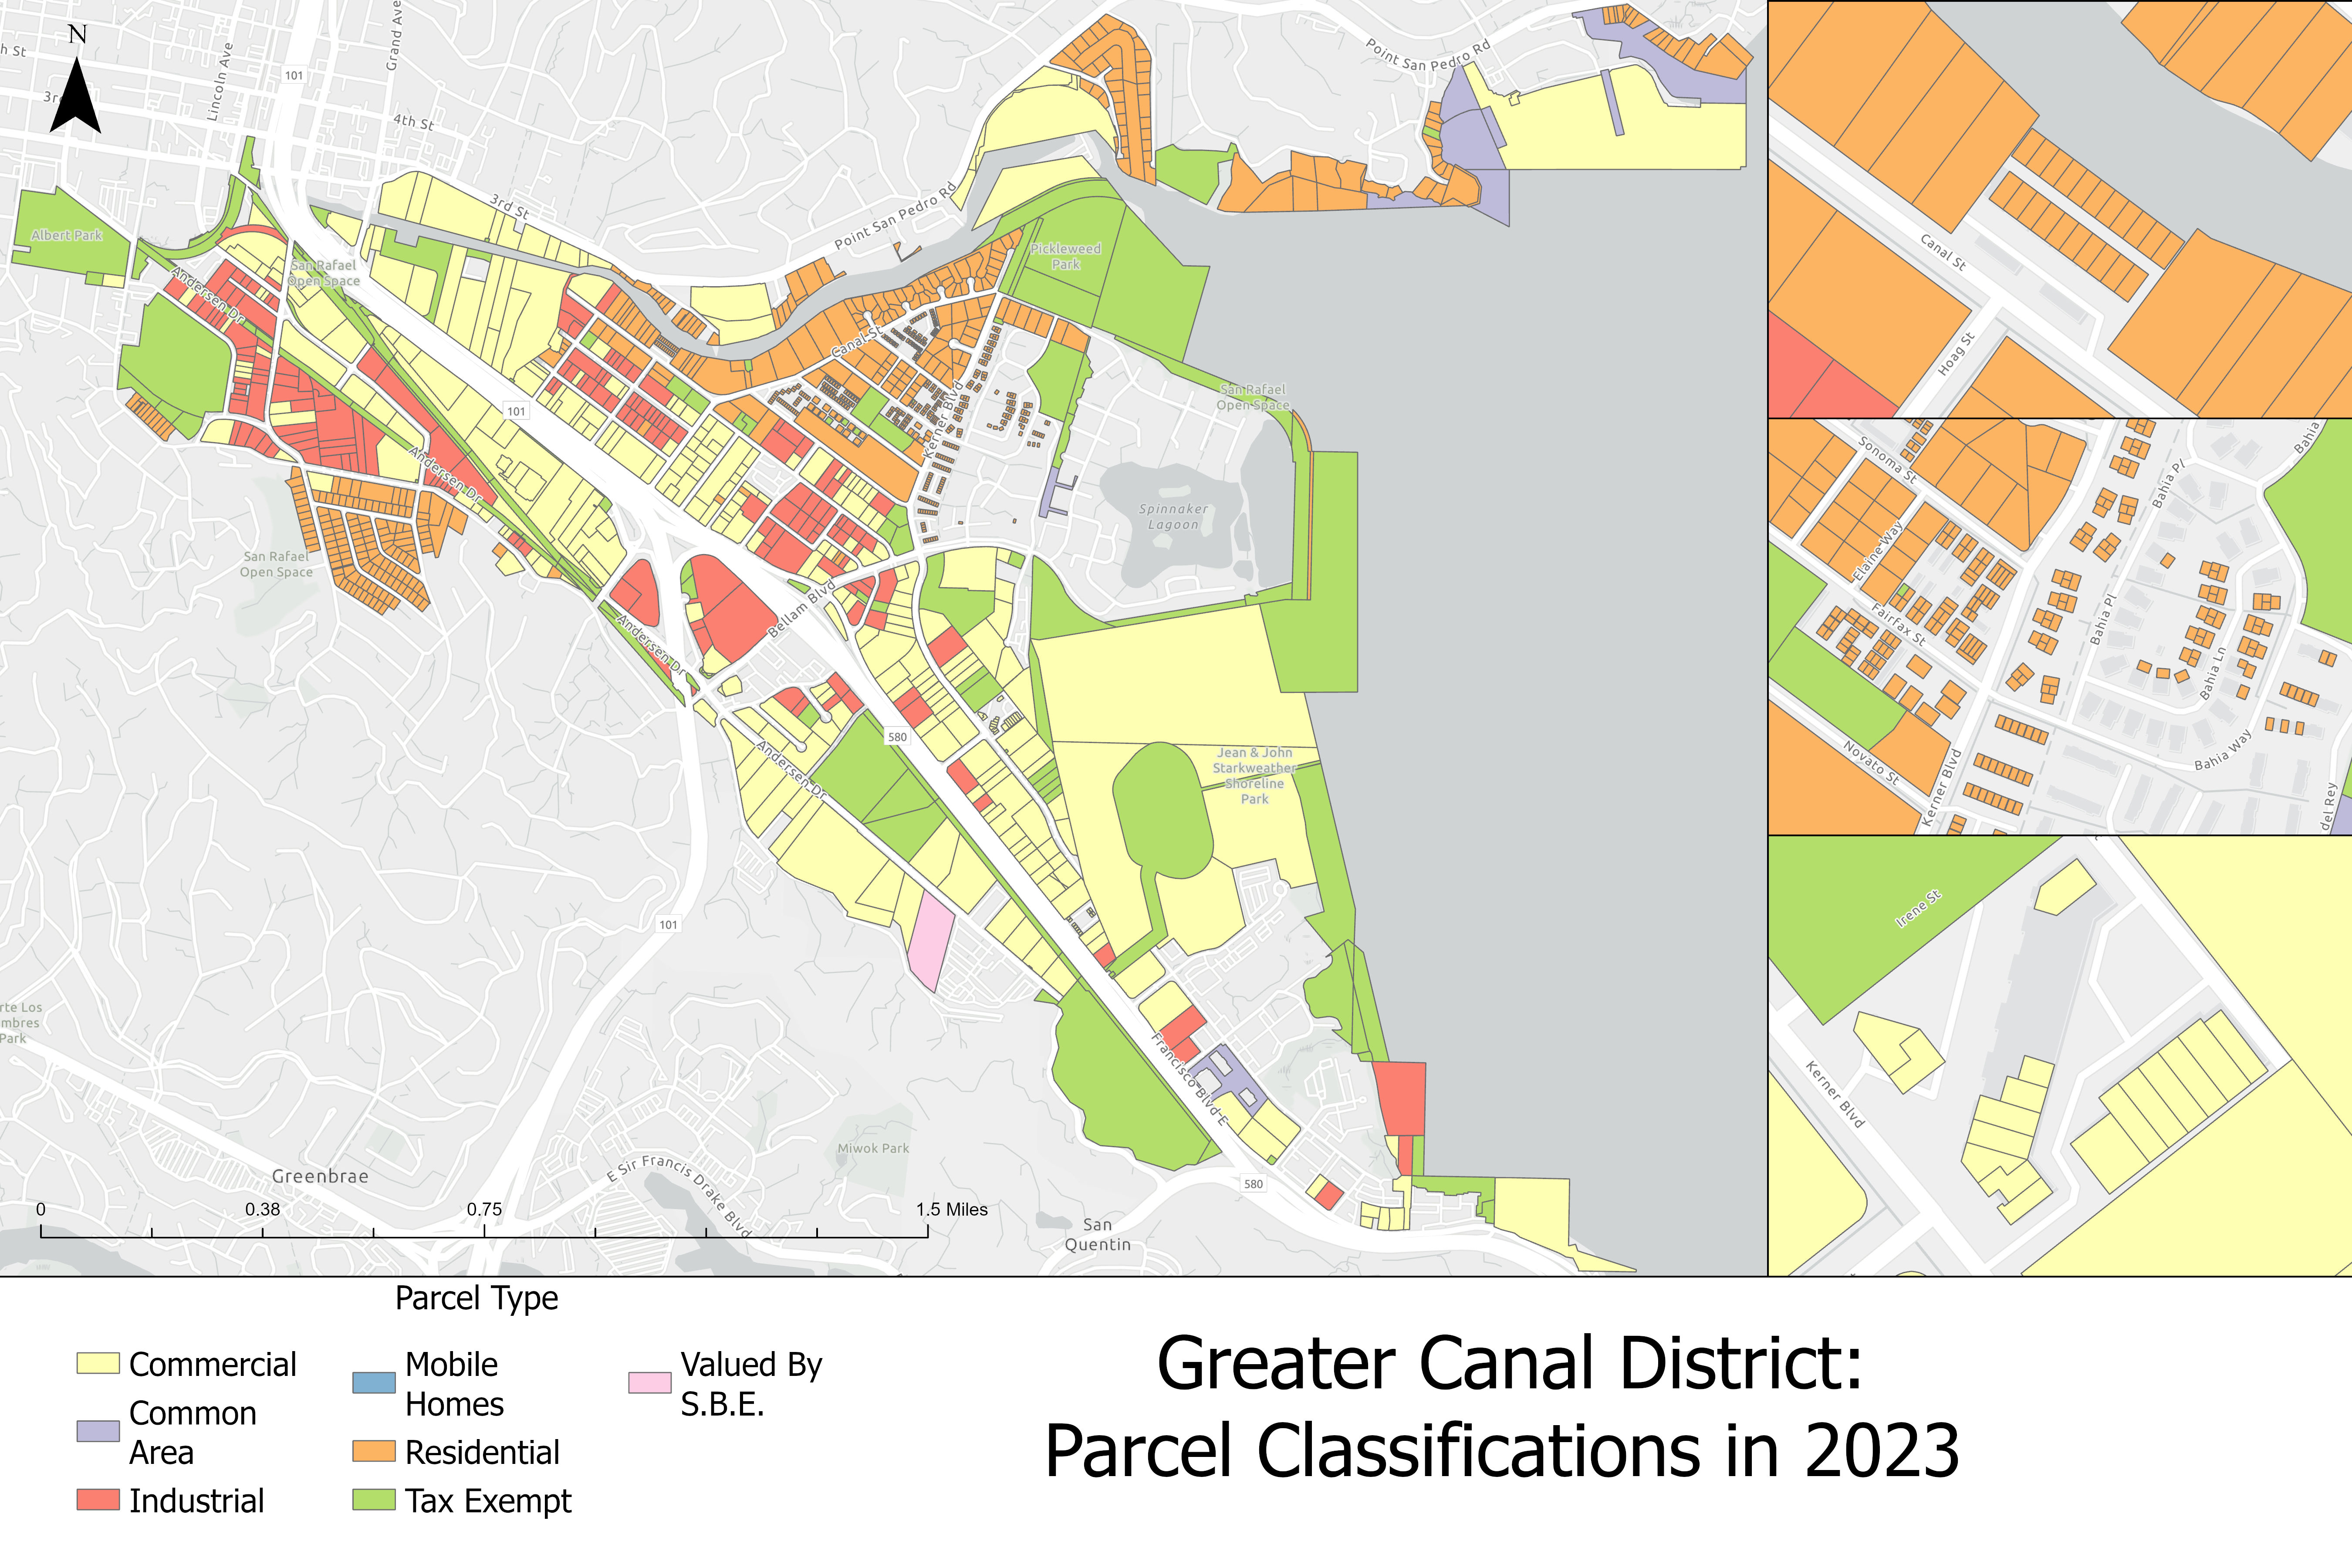 N
h St
Lincoln Ave
Grand Ave
101
3rd
4th St
3rd St
Point San Pedro Rd
Point San Pedro Rd
Albert Park
San Rafael
Open Space
Andersen Dr
Pickleweed
Park
Canal St
Kerner Blvd
101
San Rafael
Open Space
Andersen Dr
Spinnaker
Lagoon
San Rafael
Open Space
Bellam Blvd
Andersen Dr
580
Andersen Dr
Jean & John
Starkweather
Shoreline
Park
101
rte Los
mbres
Park
Francisco Blvd E
Miwok Park
Greenbrae
E Sir Francis Drake Blvd
580
San
Quentin
0
0.38
0.75
1.5 Miles
Canal St
Hoag St
Sonoma St
Bahia
Bahia Pl
Elaine Way
Fairfax St
Bahia Pl
Bahia Ln
Novato St
Kerner Blvd
Bahia Way
del Rey
Irene St
Kerner Blvd
Parcel Type
Commercial
Common
Area
Industrial
Mobile
Homes
Residential
Tax Exempt
Valued By
S.B.E.
Greater Canal District:
Parcel Classifications in 2023